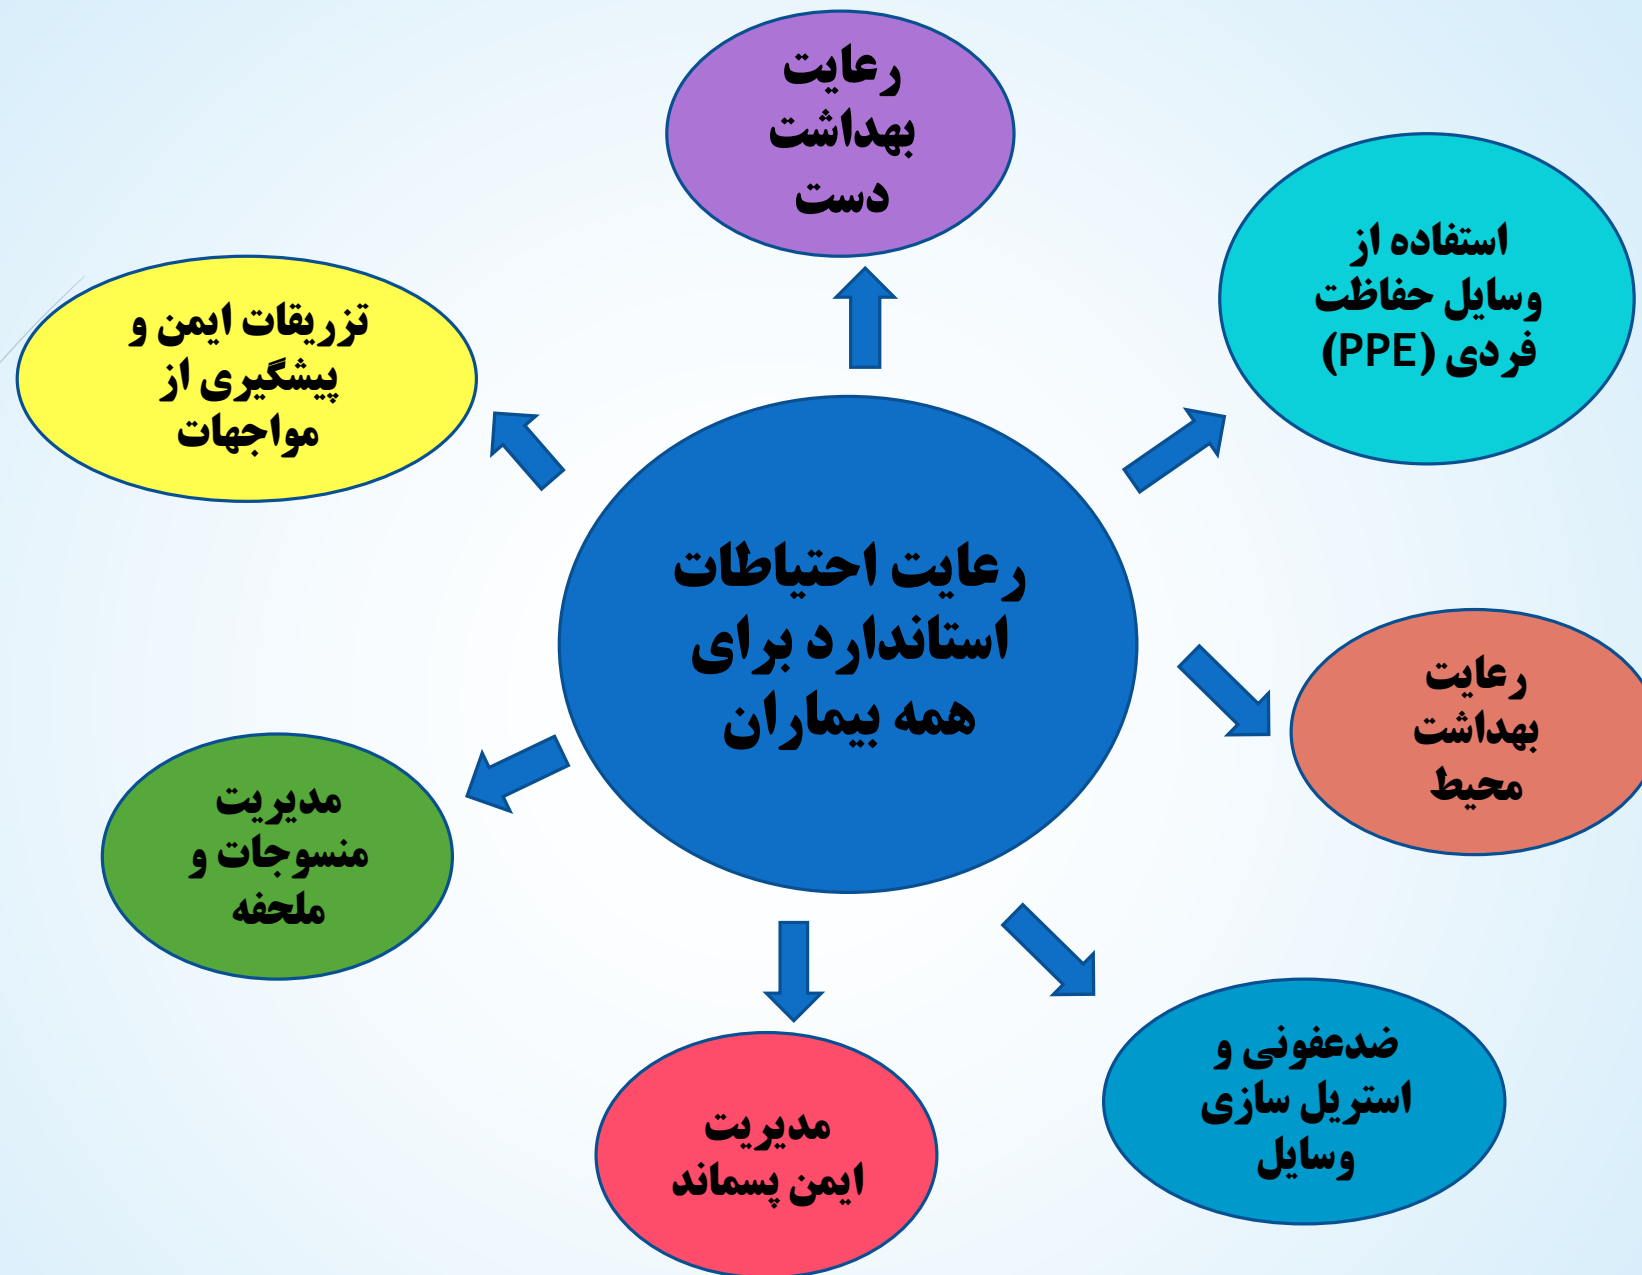 رعایت
بهداشت
دست
استفاده از
وسایل حفاظت
فردی (PPE)
تزریقات ایمن و
پیشگیری از
مواجهات
رعایت احتیاطات
استاندارد برای
همه بیماران
رعایت
بهداشت
محیط
مدیریت
منسوجات و
ملحفه
ضدعفونی و
استریل سازی
وسایل
مدیریت
ایمن پسماند